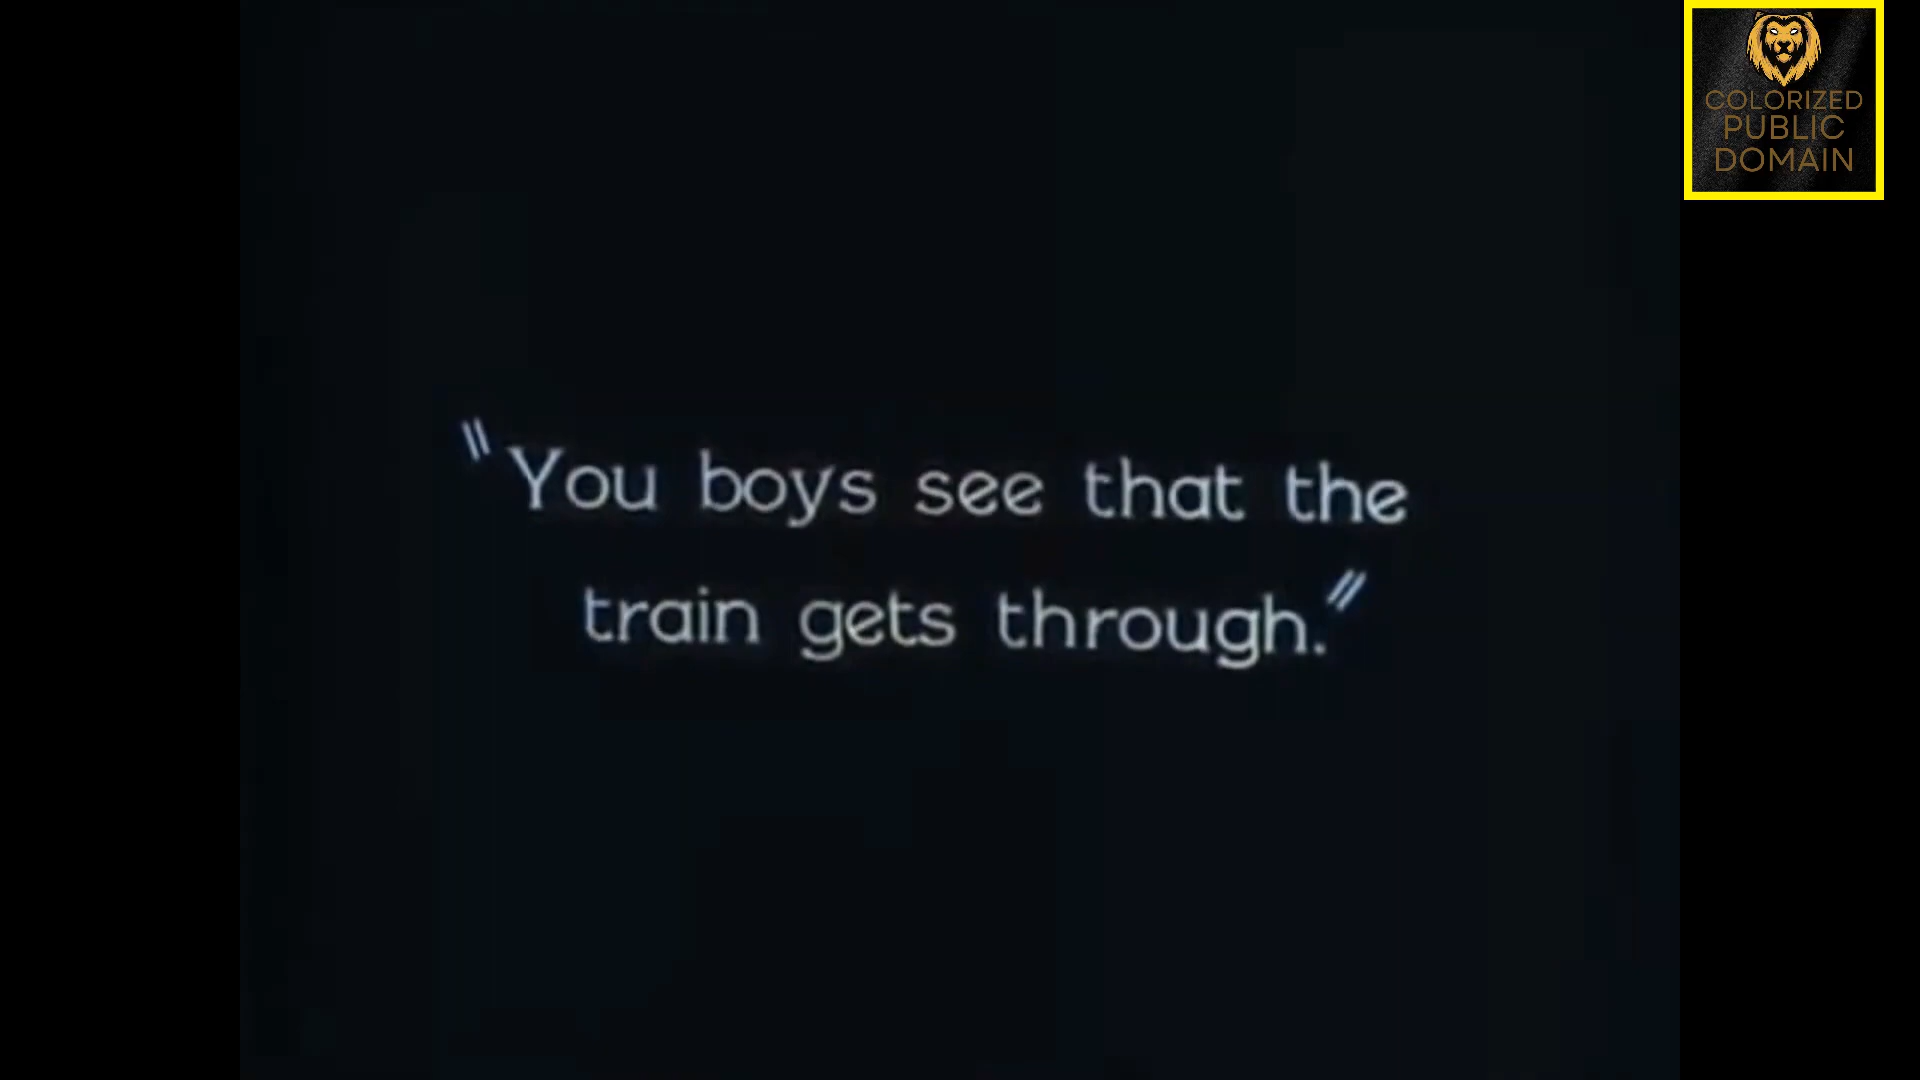 COLORIZED
PUBLIC
DOMAIN
"You boys see that the
train gets through."